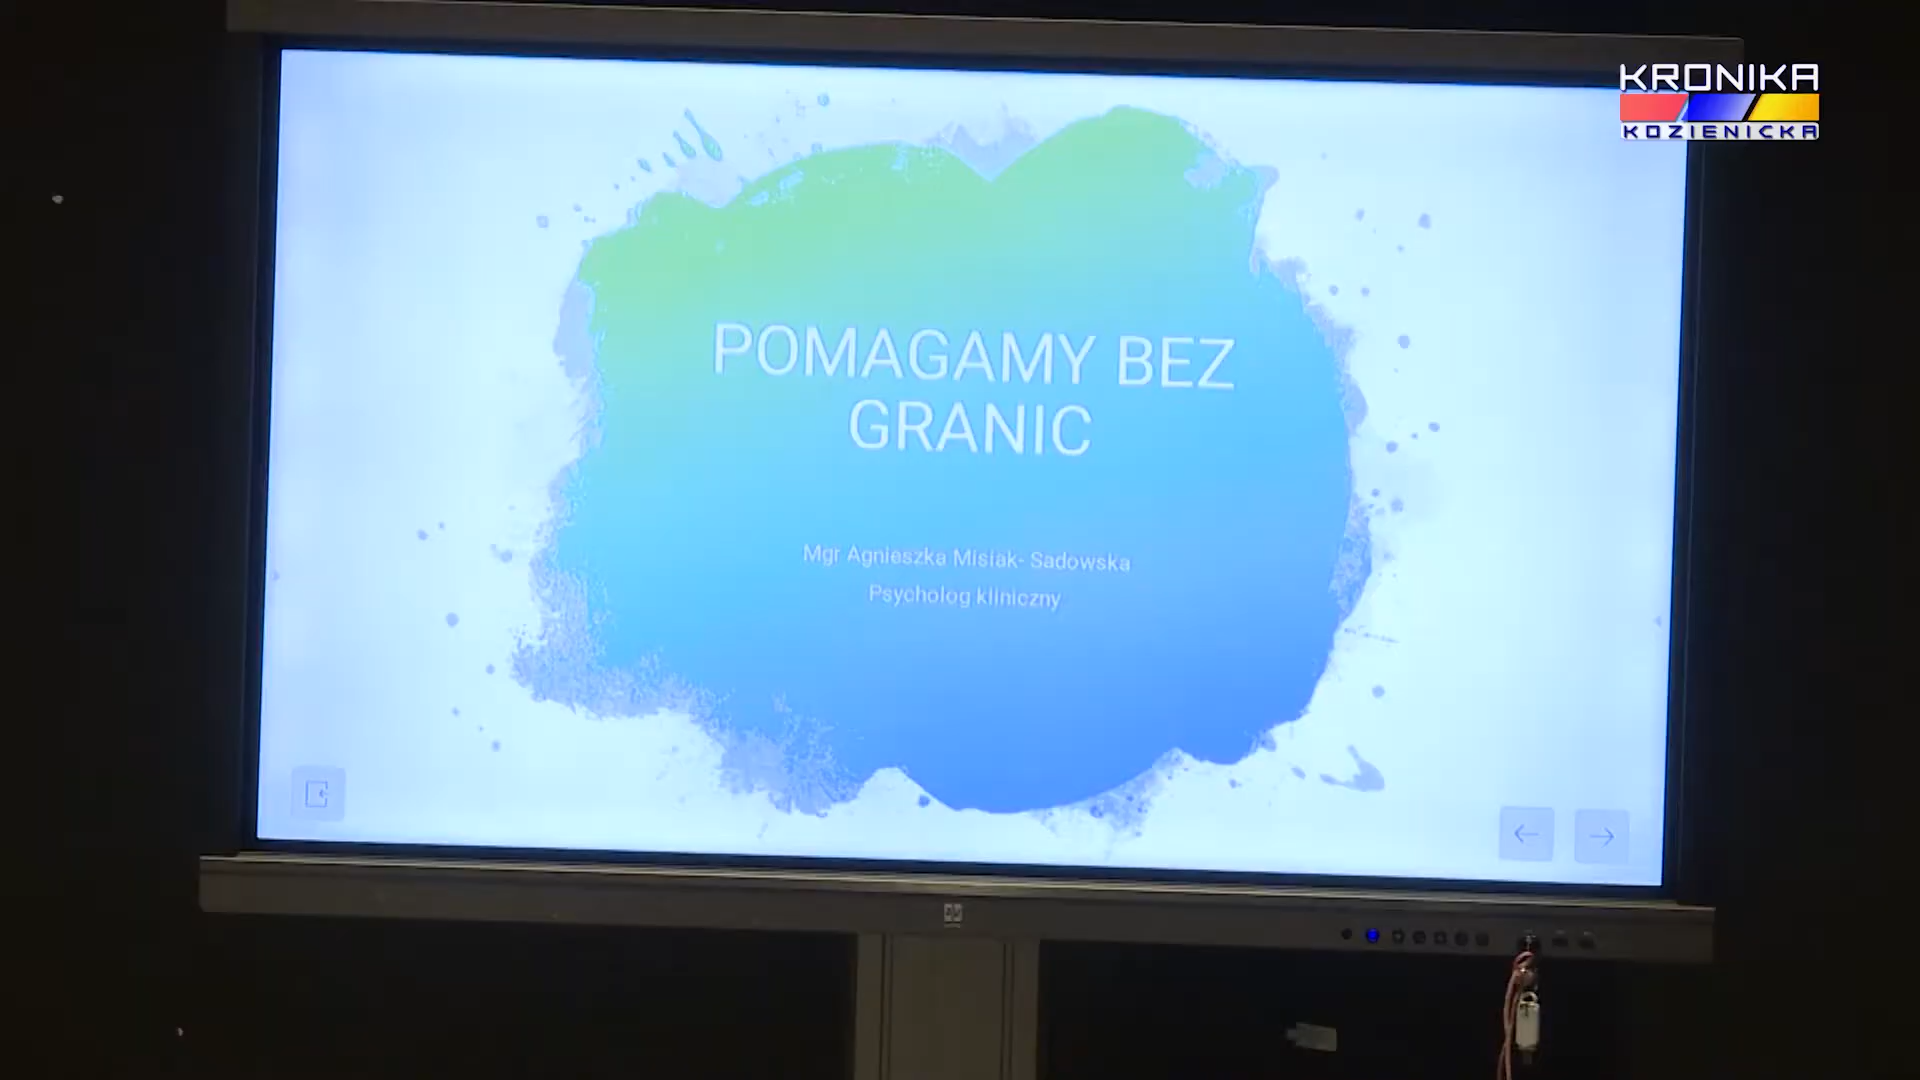 KRONIKA
KOZIENICKA
POMAGAMY BEZ
GRANIC
Mgr Agnieszka Misiak- Sadowska
Psycholog kliniczny